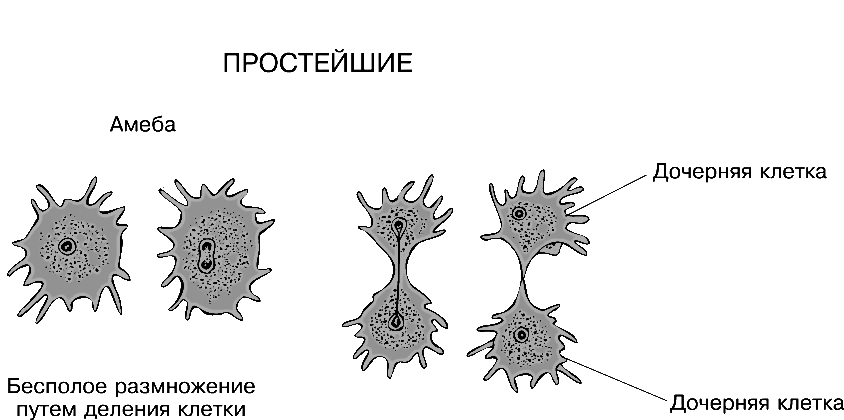 ПРОСТЕЙШИЕ
Амеба
Дочерняя клетка
Бесполое размножение
путем деления клетки
Дочерняя клетка